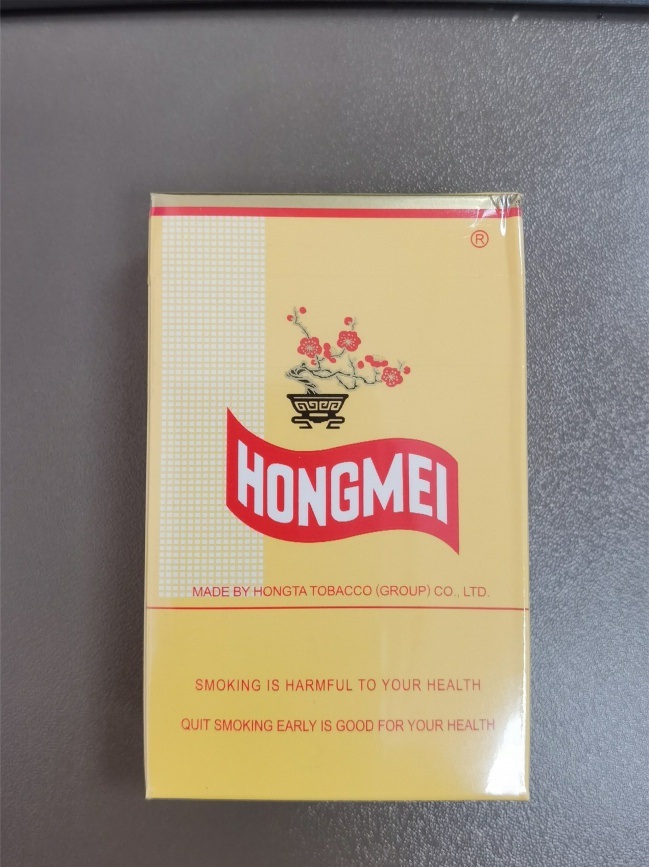 ®
HONGMEI
MADE BY HONGTA TOBACCO (GROUP) CO., LTD.
SMOKING IS HARMFUL TO YOUR HEALTH
QUIT SMOKING EARLY IS GOOD FOR YOUR HEALTH